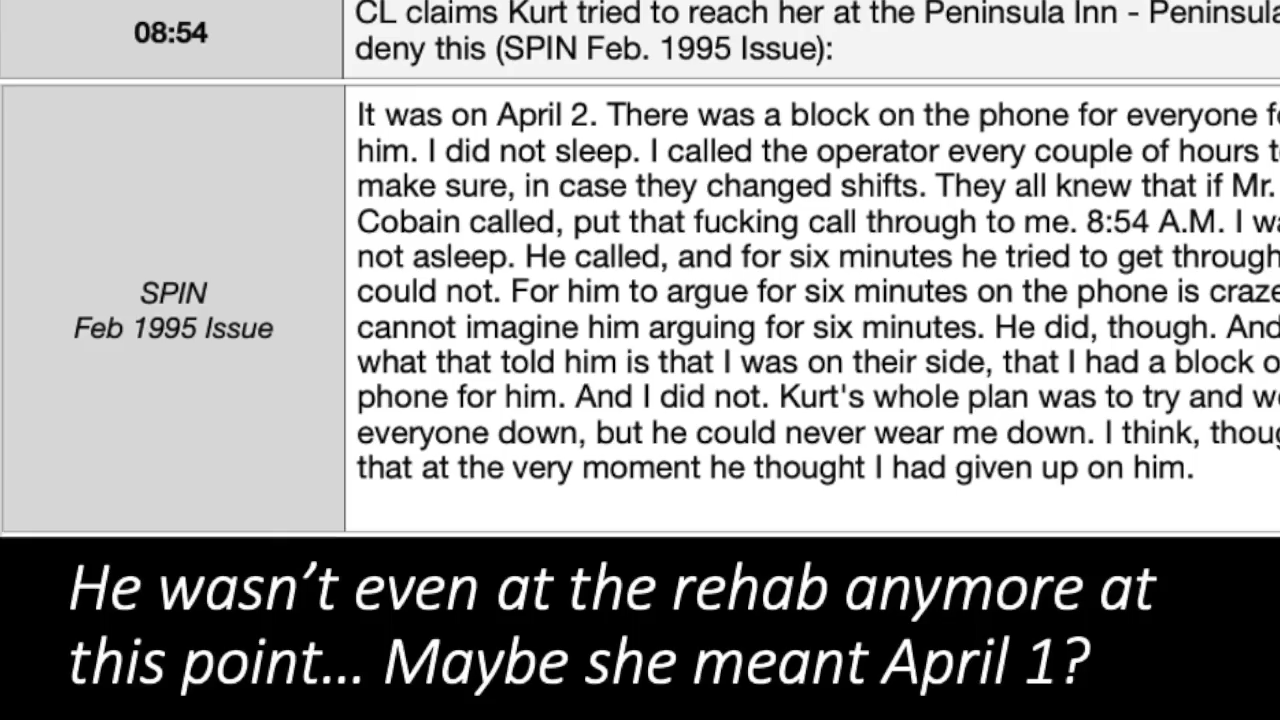 08:54
CL claims Kurt tried to reach her at the Peninsula Inn - Peninsula
deny this (SPIN Feb. 1995 Issue):
SPIN
Feb 1995 Issue
It was on April 2. There was a block on the phone for everyone
him. I did not sleep. I called the operator every couple of hours
make sure, in case they changed shifts. They all knew that if Mr.
Cobain called, put that fucking call through to me. 8:54 A.M. I
not asleep. He called, and for six minutes he tried to get through
could not. For him to argue for six minutes on the phone is
cannot imagine him arguing for six minutes. He did, though. And
what that told him is that I was on their side, that I had a block
phone for him. And I did not. Kurt's whole plan was to try and
everyone down, but he could never wear me down. I think,
that at the very moment he thought I had given up on him.
He wasn't even at the rehab anymore at
this point... Maybe she meant April 1?